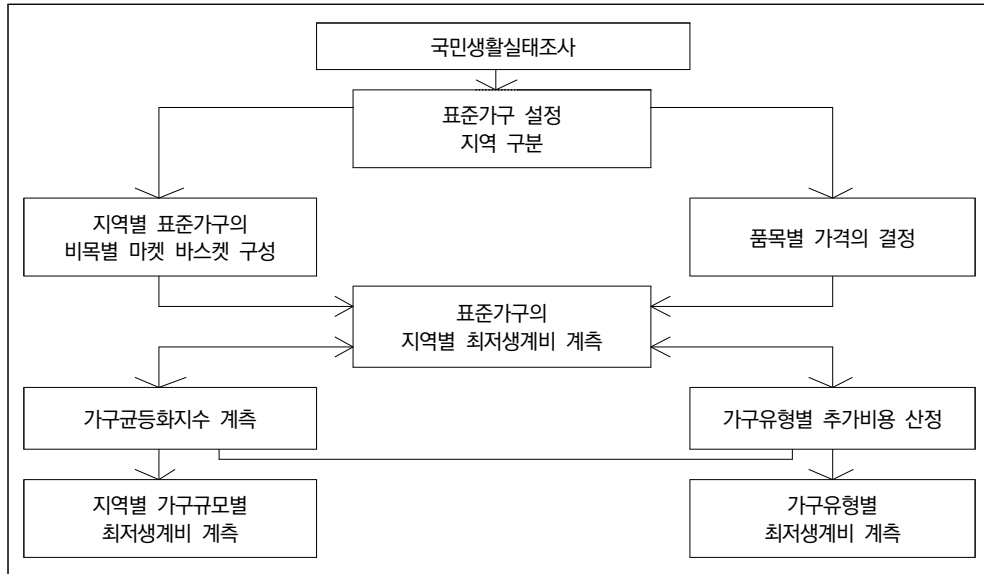 국민생활실태조사
표준가구 설정
지역 구분
지역별 표준가구의
비목별 마켓 바스켓 구성
품목별 가격의 결정
표준가구의
지역별 최저생계비 계측
가구균등화지수 계측
가구유형별 추가비용 산정
지역별 가구규모별
최저생계비 계측
가구유형별
최저생계비 계측